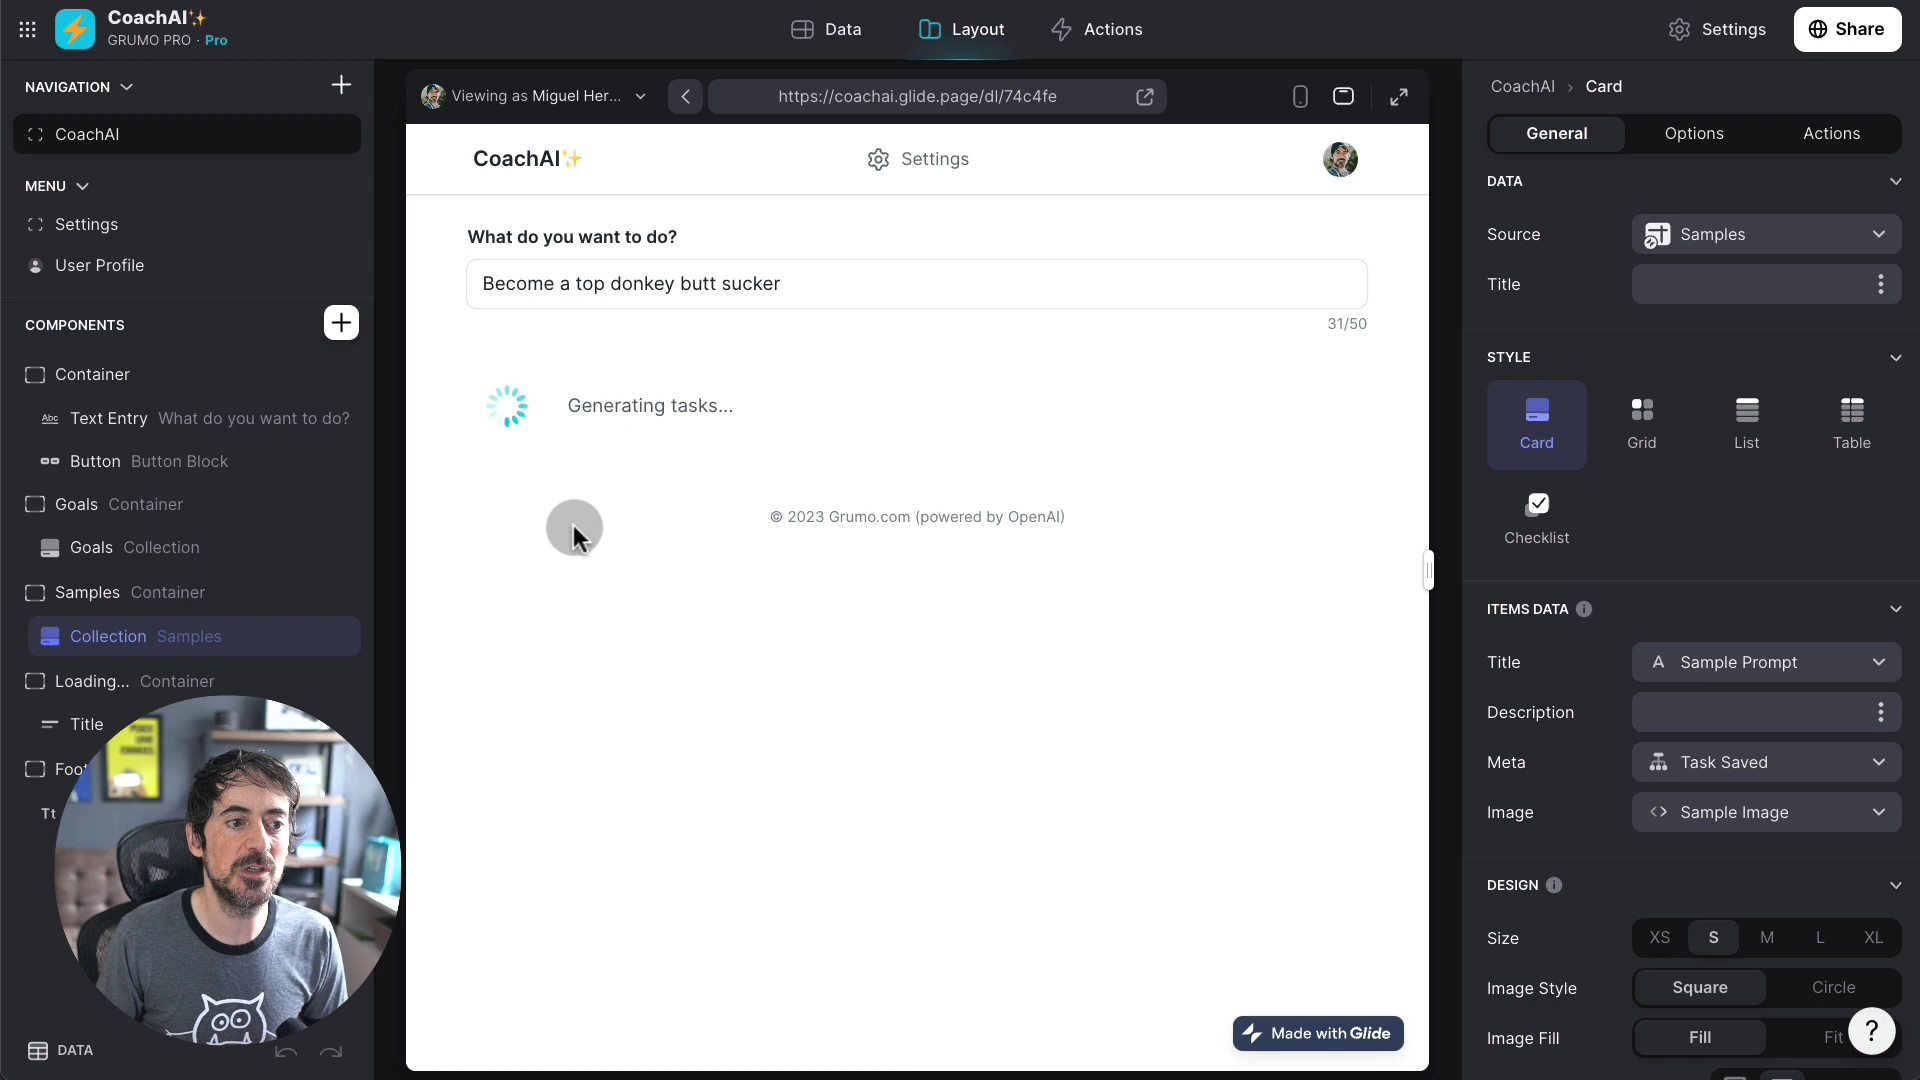 CoachAI✨
GRUMO PRO · Pro
Data
Layout
Actions
Settings
Share
NAVIGATION
CoachAI
MENU
Settings
User Profile
COMPONENTS
Container
Abc Text Entry What do you want to do?
Button Button Block
Goals Container
Goals Collection
Samples Container
Collection Samples
Loading... Container
Title
Foo
Tt
DATA
Viewing as Miguel Her...
https://coachai.glide.page/dl/74c4fe
CoachAI✨
Settings
What do you want to do?
Become a top donkey butt sucker
31/50
Generating tasks...
© 2023 Grumo.com (powered by OpenAI)
Made with Glide
CoachAI › Card
General
Options
Actions
DATA
Source
Samples
Title
STYLE
Card
Grid
List
Table
Checklist
ITEMS DATA i
Title
A Sample Prompt
Description
Meta
Task Saved
Image
<> Sample Image
DESIGN i
Size
XS S M L XL
Image Style
Square
Circle
Image Fill
Fill
Fit
?